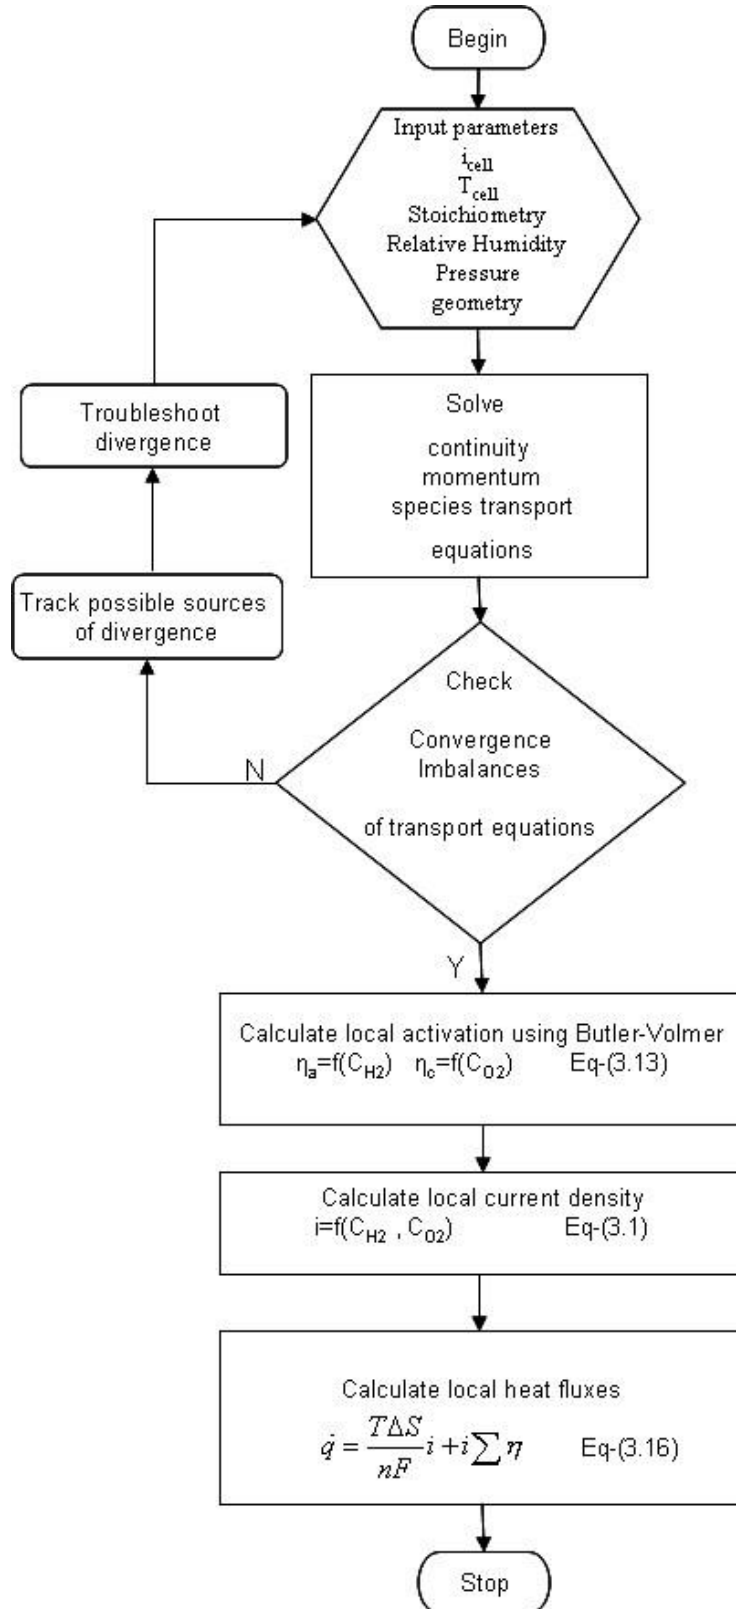 Begin
Input parameters
i_cell
T_cell
Stoichiometry
Relative Humidity
Pressure
geometry
Solve
continuity
momentum
species transport
equations
Troubleshoot
divergence
Track possible sources
of divergence
Check
Convergence
Imbalances
of transport equations
N
Y
Calculate local activation using Butler-Volmer
η_a=f(C_H2) η_c=f(C_O2) Eq-(3.13)
Calculate local current density
i=f(C_H2 , C_O2) Eq-(3.1)
Calculate local heat fluxes
q̇ = TΔS/nF i + i∑η Eq-(3.16)
Stop